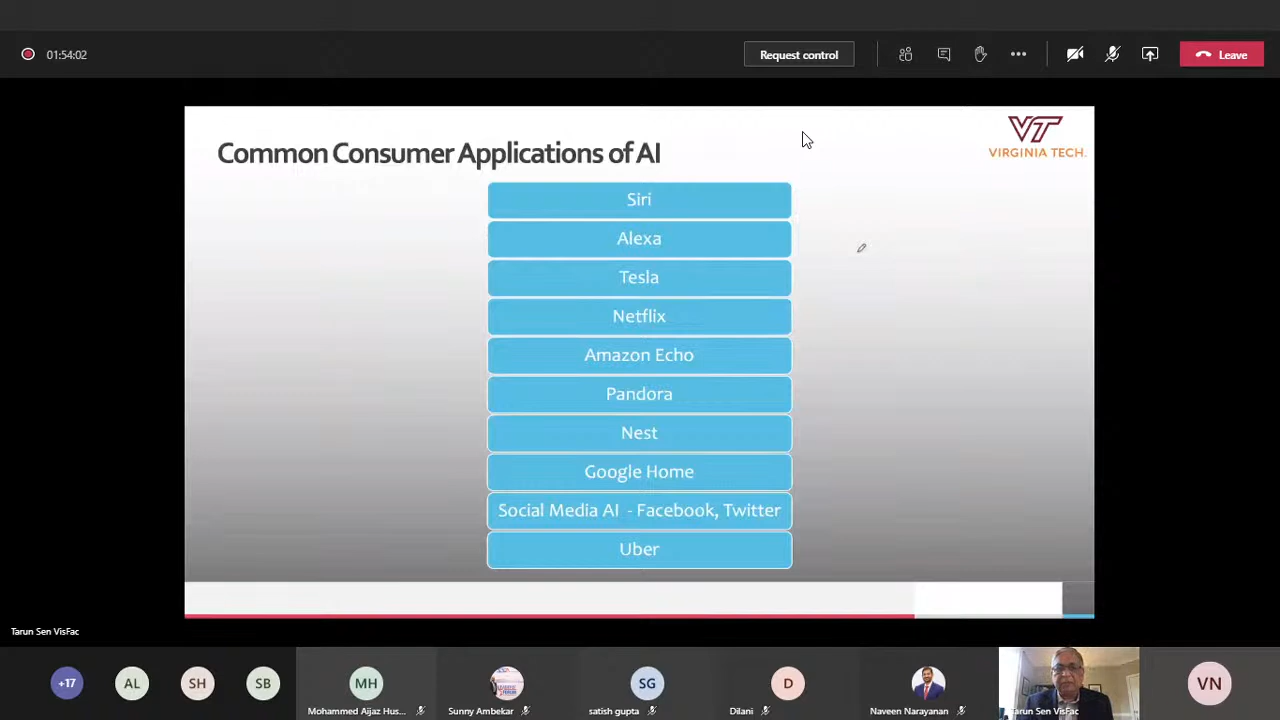 01:54:02
Request control
Leave
VT
VIRGINIA TECH.
Common Consumer Applications of AI
Siri
Alexa
Tesla
Netflix
Amazon Echo
Pandora
Nest
Google Home
Social Media AI - Facebook, Twitter
Uber
Tarun Sen VisFac
+17
AL
SH
SB
MH
SG
D
VN
Mohammed Aijaz Hus...
Sunny Ambekar
satish gupta
Dilani
Naveen Narayanan
Tarun Sen VisFac